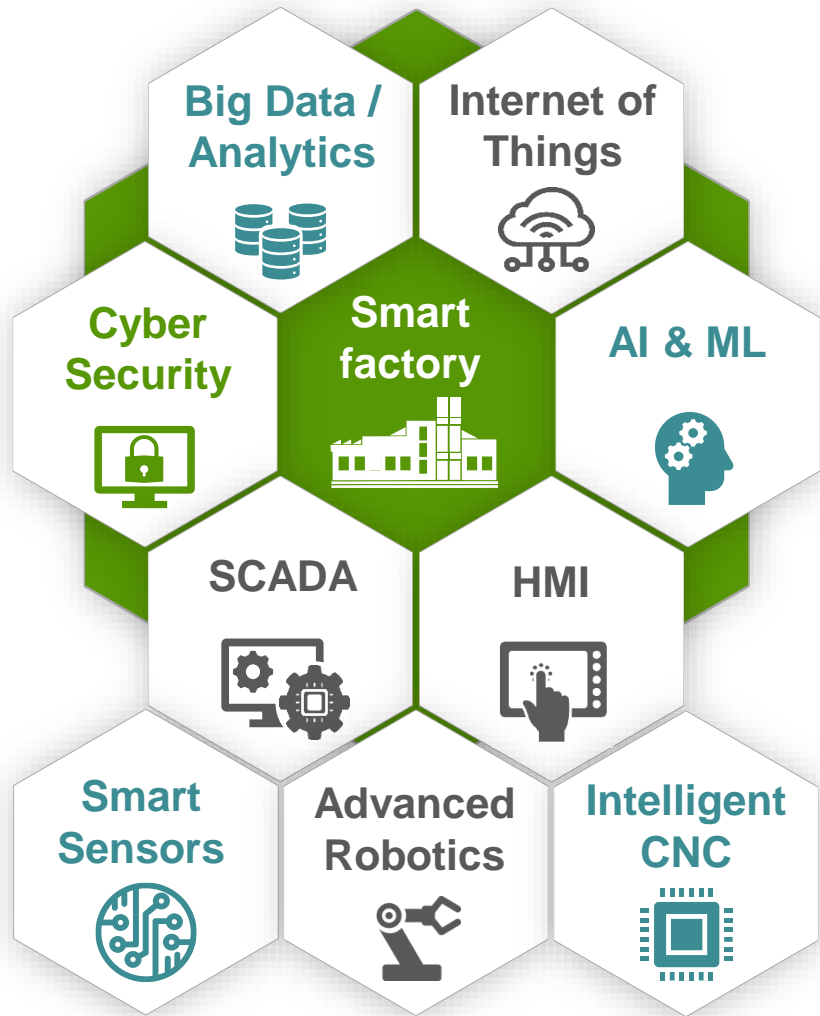 Big Data /
Analytics
Internet of
Things
Cyber
Security
Smart
factory
AI & ML
SCADA
HMI
Smart
Sensors
Advanced
Robotics
Intelligent
CNC